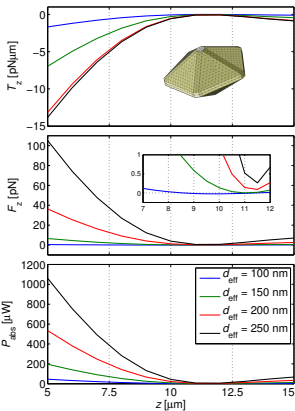 0
−5
−10
−15
T_z [pNμm]
100
80
60
40
20
0
F_z [pN]
1
0.5
0
7 8 9 10 11 12
1200
1000
800
600
400
200
0
P_abs [μW]
d_eff = 100 nm
d_eff = 150 nm
d_eff = 200 nm
d_eff = 250 nm
5 7.5 10 12.5 15
z [μm]